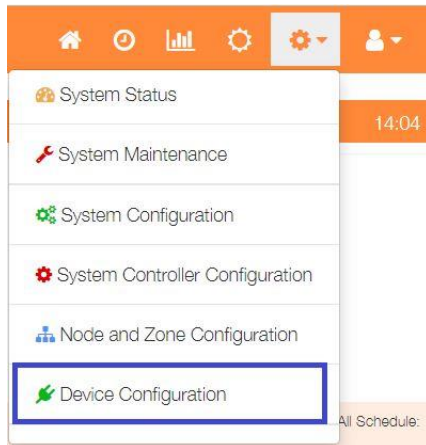 System Status
14:04
System Maintenance
System Configuration
System Controller Configuration
Node and Zone Configuration
Device Configuration
All Schedule: